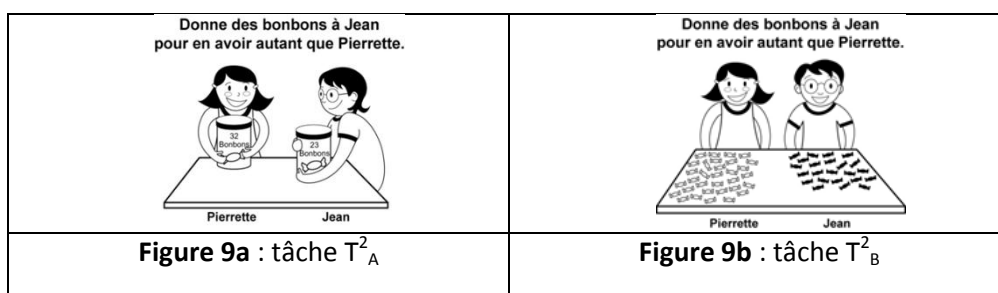 Donne des bonbons à Jean
pour en avoir autant que Pierrette.
32
Bonbons
23
Bonbons
Pierrette Jean
Figure 9a : tâche T²A
Donne des bonbons à Jean
pour en avoir autant que Pierrette.
Pierrette Jean
Figure 9b : tâche T²B